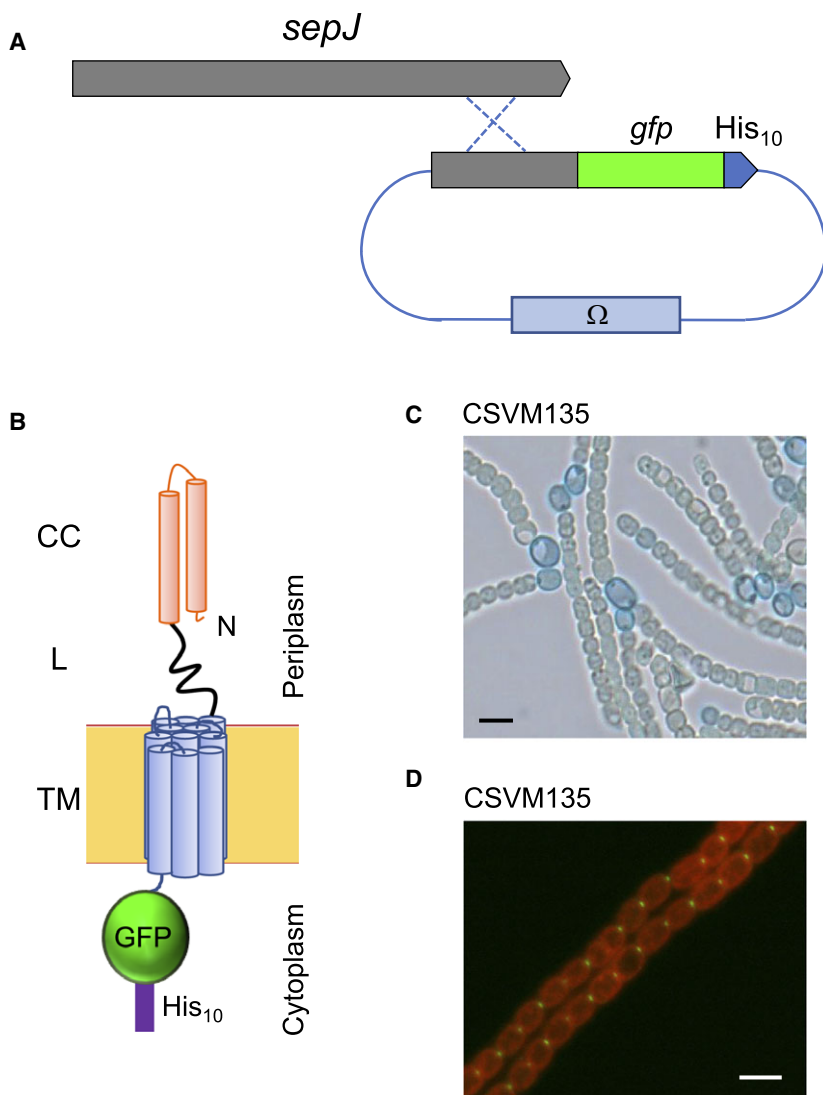 A
sepJ
gfp
His10
Ω
B
CC
N
L
Periplasm
TM
GFP
His10
Cytoplasm
C
CSVM135
D
CSVM135